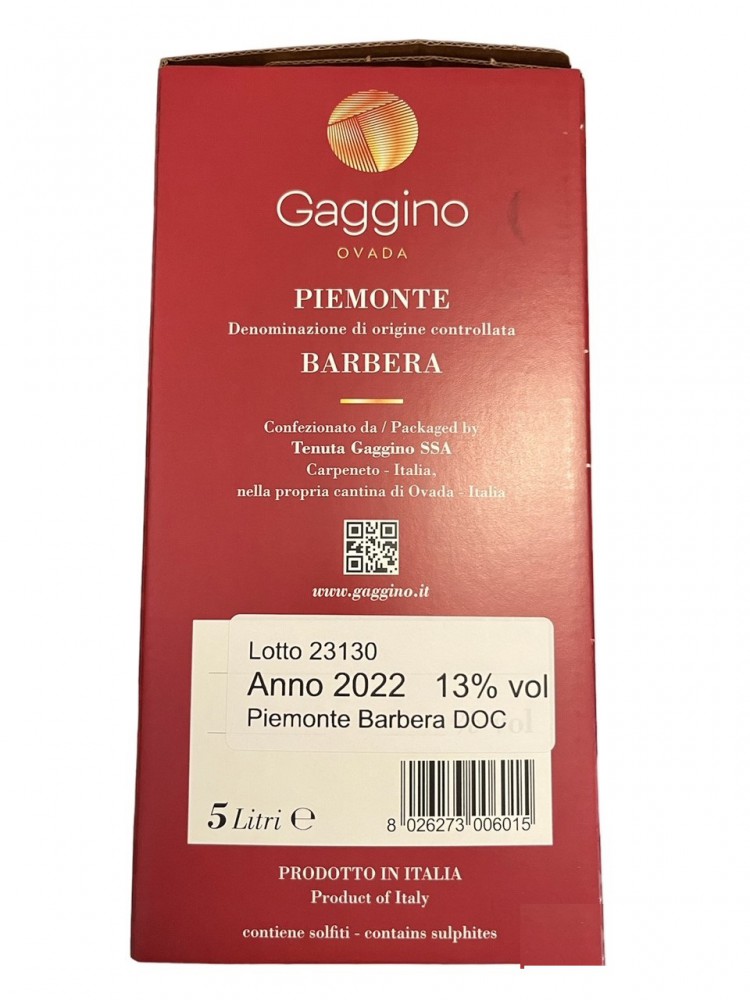 Gaggino
OVADA
PIEMONTE
Denominazione di origine controllata
BARBERA
Confezionato da / Packaged by
Tenuta Gaggino SSA
Carpeneto - Italia,
nella propria cantina di Ovada - Italia
www.gaggino.it
Lotto 23130
Anno 2022 13% vol
Piemonte Barbera DOC
vol
5 Litri ℮
8 026273 006015
PRODOTTO IN ITALIA
Product of Italy
contiene solfiti - contains sulphites